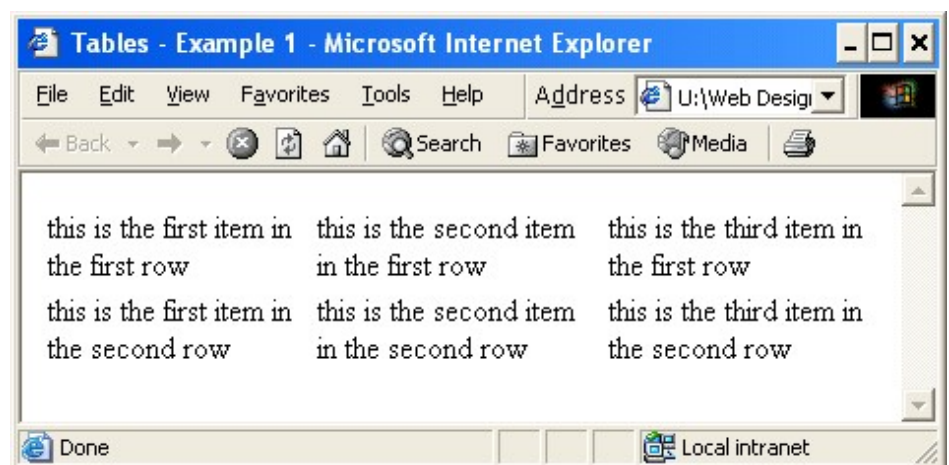 Tables - Example 1 - Microsoft Internet Explorer
File Edit View Favorites Tools Help Address U:\Web Desig
Back Search Favorites Media
this is the first item in the first row
this is the second item in the first row
this is the third item in the first row
this is the first item in the second row
this is the second item in the second row
this is the third item in the second row
Done Local intranet